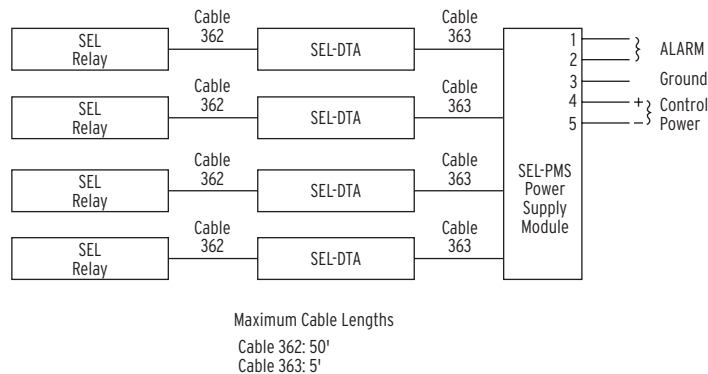 Cable
362
Cable
363
SEL
Relay
SEL-DTA
1
2
ALARM
3
Ground
4
+
Control
5
–
Power
Cable
362
Cable
363
SEL
Relay
SEL-DTA
Cable
362
Cable
363
SEL
Relay
SEL-DTA
SEL-PMS
Power
Supply
Module
Cable
362
Cable
363
SEL
Relay
SEL-DTA
Maximum Cable Lengths
Cable 362: 50'
Cable 363: 5'